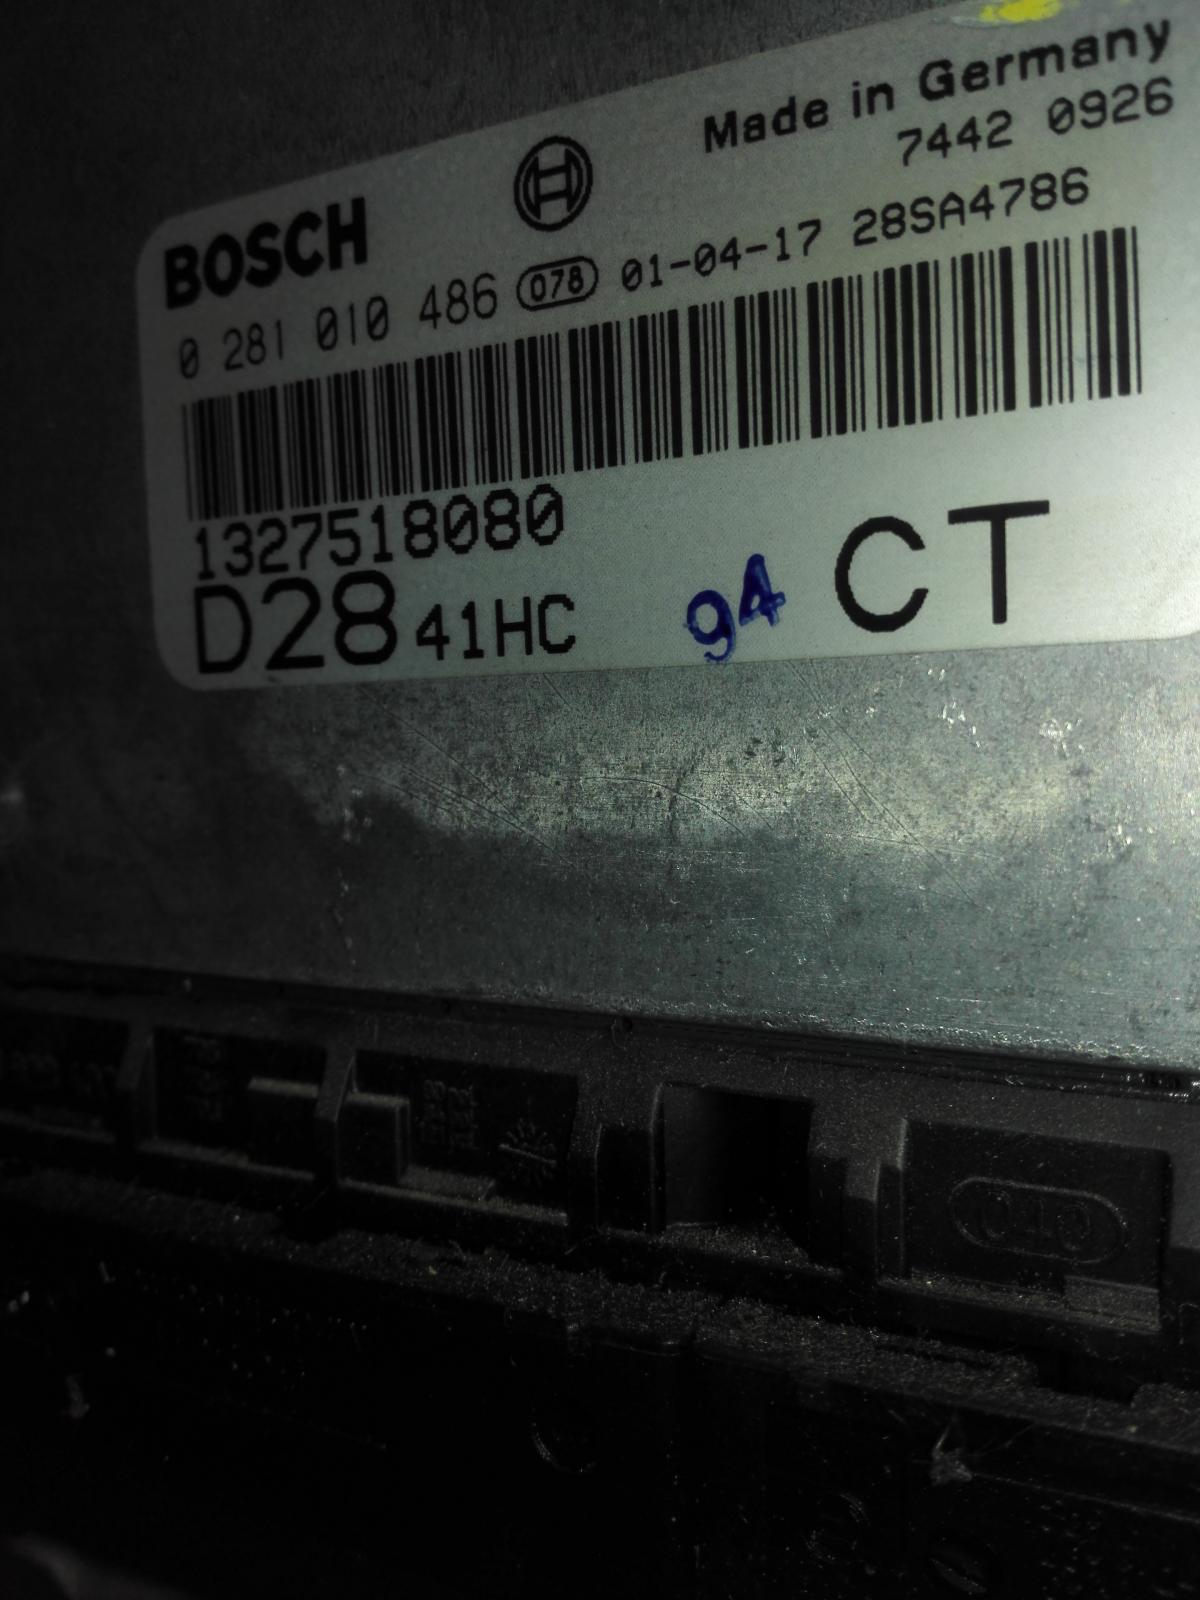 Made in Germany
7442 0926
BOSCH
0 281 010 486 078 01-04-17 28SA4786
1327518080
D28 41HC 94 CT